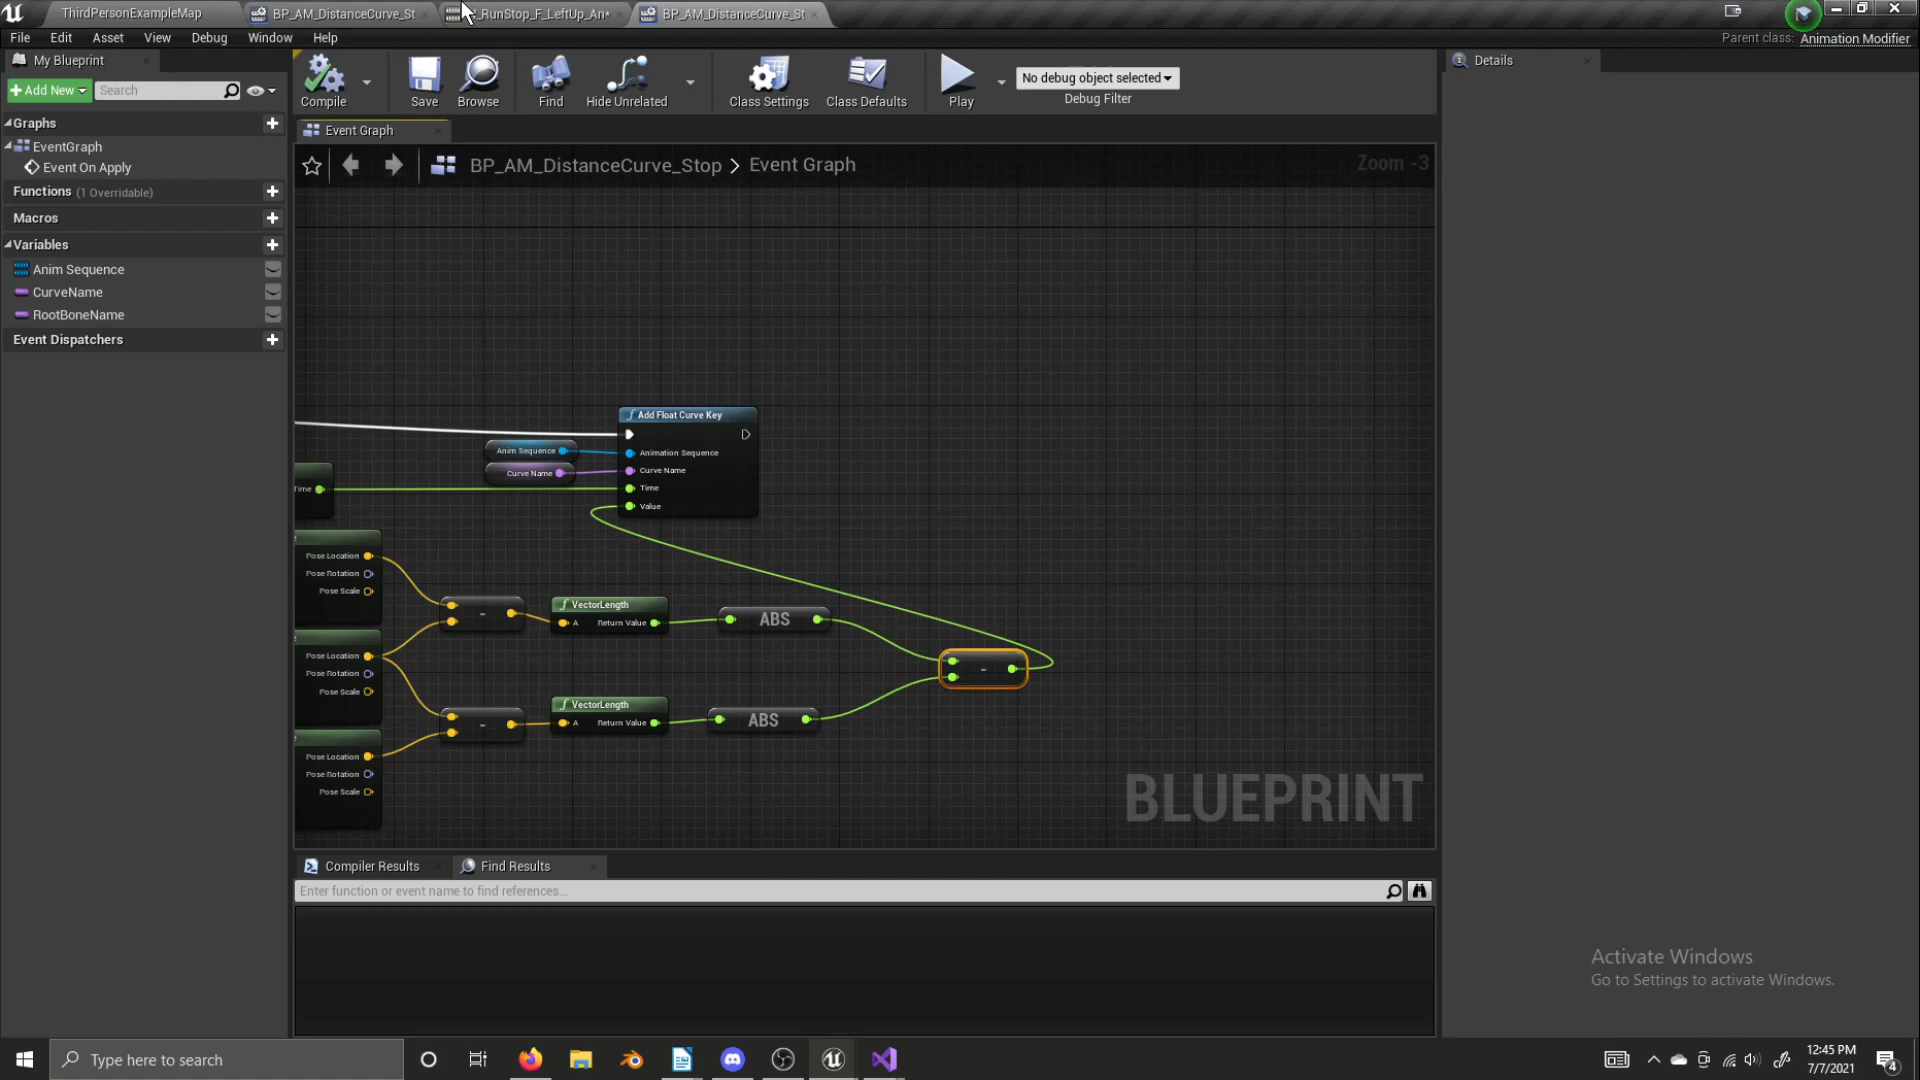 ThirdPersonExampleMap
BP_AM_DistanceCurve_St
_RunStop_F_LeftUp_An*
BP_AM_DistanceCurve_St
File Edit Asset View Debug Window Help
Parent class: Animation Modifier
My Blueprint
Details
Add New
Search
Compile
Save
Browse
Find
Hide Unrelated
Class Settings
Class Defaults
Play
No debug object selected
Debug Filter
Graphs
EventGraph
Event On Apply
Functions (1 Overridable)
Macros
Variables
Anim Sequence
CurveName
RootBoneName
Event Dispatchers
Event Graph
BP_AM_DistanceCurve_Stop > Event Graph
Zoom -3
Add Float Curve Key
Anim Sequence
Animation Sequence
Curve Name
Curve Name
Time
Time
Value
Pose Location
Pose Rotation
Pose Scale
-
VectorLength
A Return Value
ABS
Pose Location
Pose Rotation
Pose Scale
-
-
VectorLength
A Return Value
ABS
Pose Location
Pose Rotation
Pose Scale
BLUEPRINT
Compiler Results
Find Results
Enter function or event name to find references...
Activate Windows
Go to Settings to activate Windows.
Type here to search
12:45 PM
7/7/2021
4